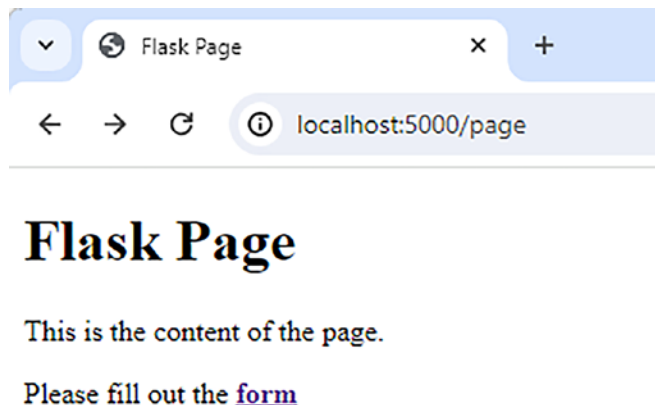 Flask Page
localhost:5000/page
Flask Page
This is the content of the page.
Please fill out the form